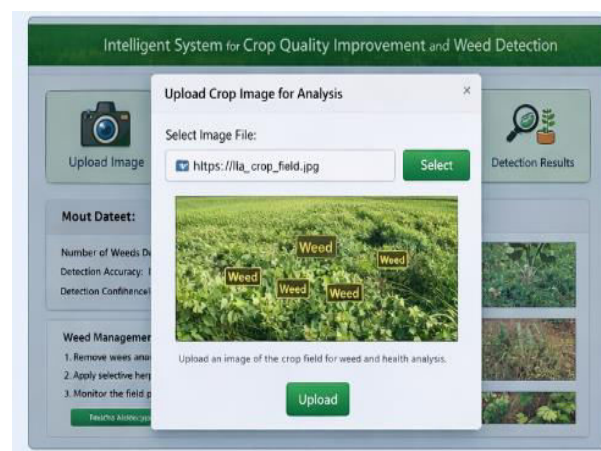 Intelligent System for Crop Quality Improvement and Weed Detection
Upload Crop Image for Analysis ×
Select Image File:
https://lla_crop_field.jpg
Select
Upload Image
Detection Results
Weed
Weed
Weed
Weed
Weed
Upload an image of the crop field for weed and health analysis.
Upload
Mout Dateet:
Number of Weeds De
Detection Accuracy:
Detection Confihence
Weed Managemer
1. Remove wees anai
2. Apply selective herp
3. Monitor the field p